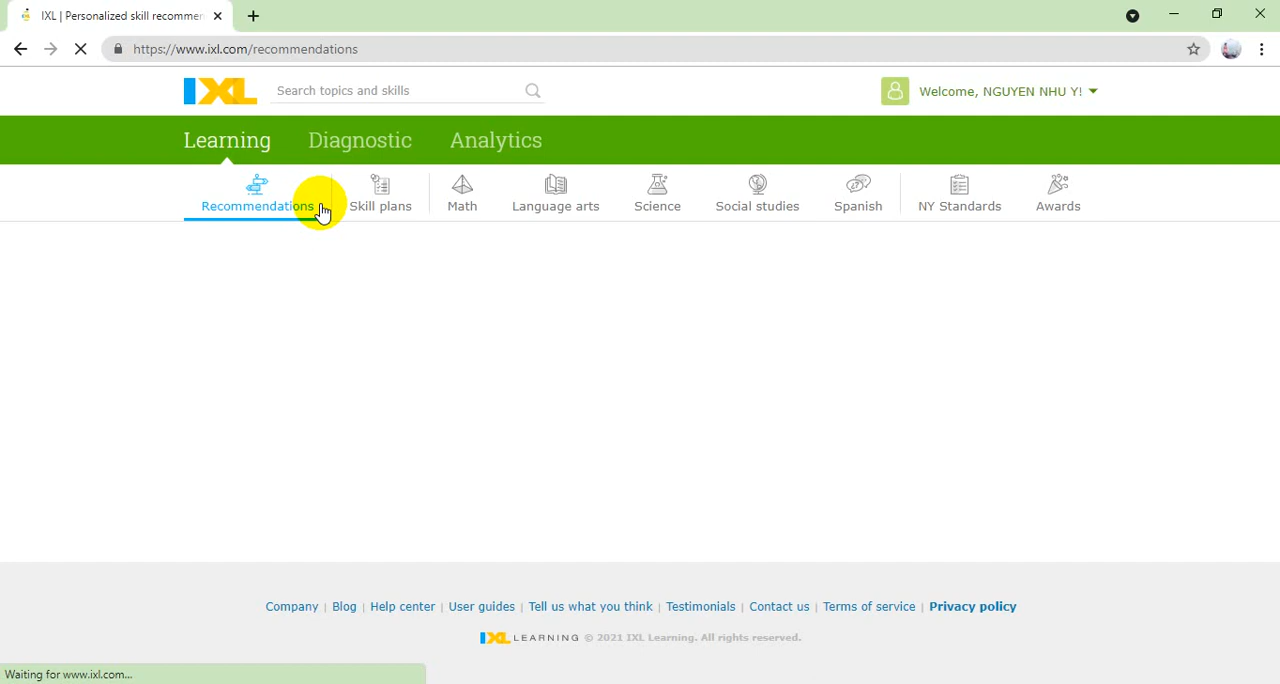 IXL | Personalized skill recommen
https://www.ixl.com/recommendations
IXL
Search topics and skills
Welcome, NGUYEN NHU Y!
Learning Diagnostic Analytics
Recommendations Skill plans Math Language arts Science Social studies Spanish NY Standards Awards
Company | Blog | Help center | User guides | Tell us what you think | Testimonials | Contact us | Terms of service | Privacy policy
IXL LEARNING © 2021 IXL Learning. All rights reserved.
Waiting for www.ixl.com...